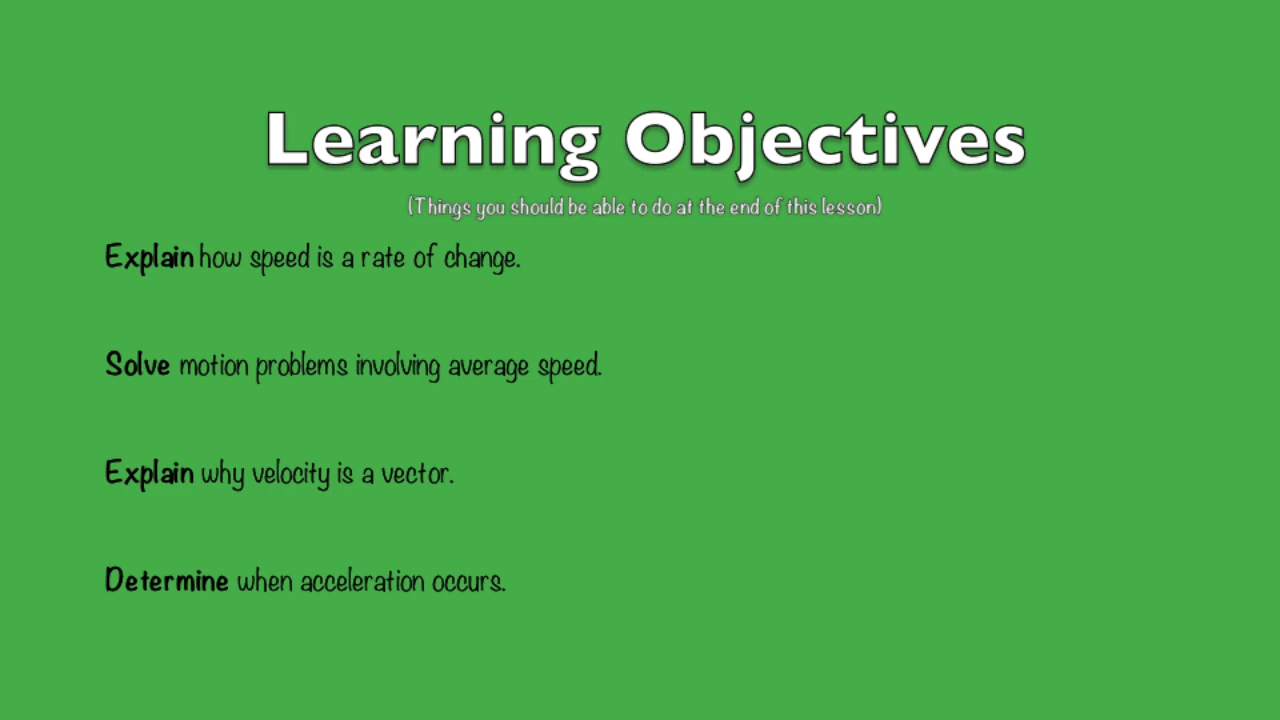 Learning Objectives
(Things you should be able to do at the end of this lesson)
Explain how speed is a rate of change.
Solve motion problems involving average speed.
Explain why velocity is a vector.
Determine when acceleration occurs.